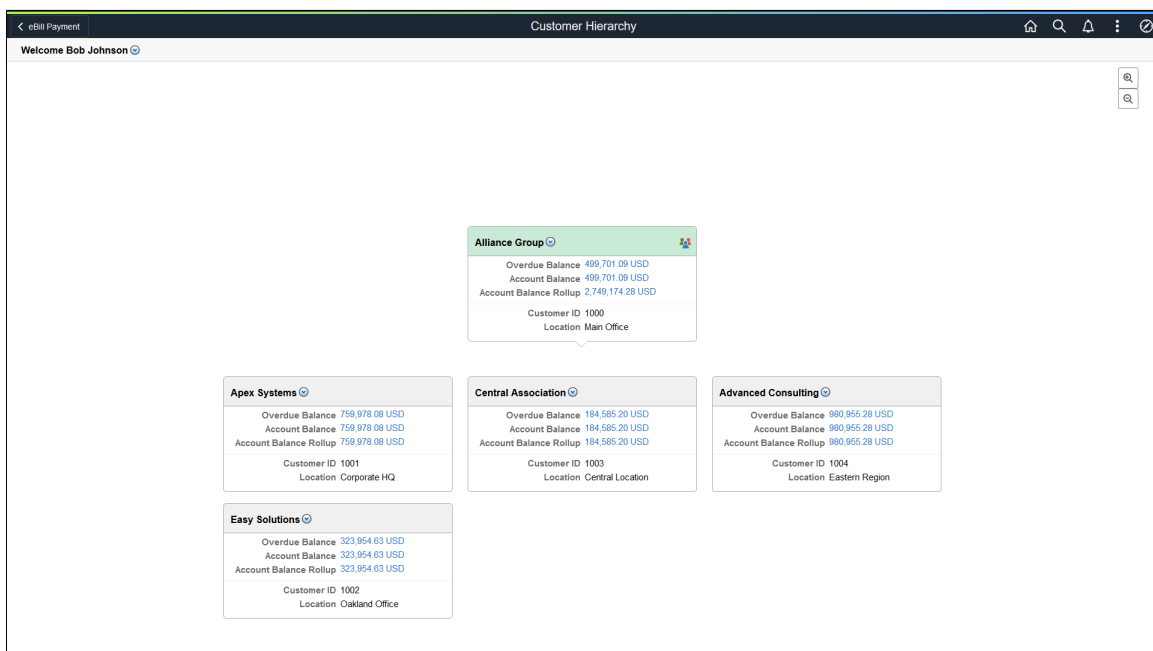 eBill Payment
Customer Hierarchy
Welcome Bob Johnson
Alliance Group
Overdue Balance 499,701.09 USD
Account Balance 499,701.09 USD
Account Balance Rollup 2,749,174.28 USD
Customer ID 1000
Location Main Office
Apex Systems
Overdue Balance 759,978.08 USD
Account Balance 759,978.08 USD
Account Balance Rollup 759,978.08 USD
Customer ID 1001
Location Corporate HQ
Central Association
Overdue Balance 184,585.20 USD
Account Balance 184,585.20 USD
Account Balance Rollup 184,585.20 USD
Customer ID 1003
Location Central Location
Advanced Consulting
Overdue Balance 980,955.28 USD
Account Balance 980,955.28 USD
Account Balance Rollup 980,955.28 USD
Customer ID 1004
Location Eastern Region
Easy Solutions
Overdue Balance 323,954.63 USD
Account Balance 323,954.63 USD
Account Balance Rollup 323,954.63 USD
Customer ID 1002
Location Oakland Office